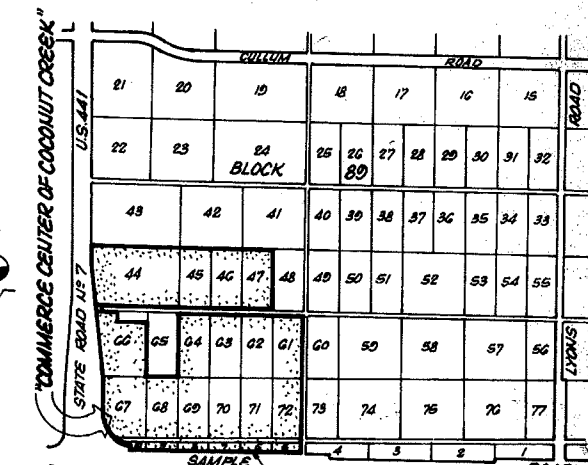 "COMMERCE CENTER OF COCONUT CREEK"
U.S.441
STATE ROAD Nº 7
CULLUM ROAD
ROAD
21 20 19 18 17 16 15
22 23 24 25 26 27 28 29 30 31 32
BLOCK 89
43 42 41 40 39 38 37 36 35 34 33
44 45 46 47 48 49 50 51 52 53 54 55
66 65 64 63 62 61 60 59 58 57 56
LYONS
67 68 69 70 71 72 73 74 75 76 77
4 3 2 1
SAMPLE